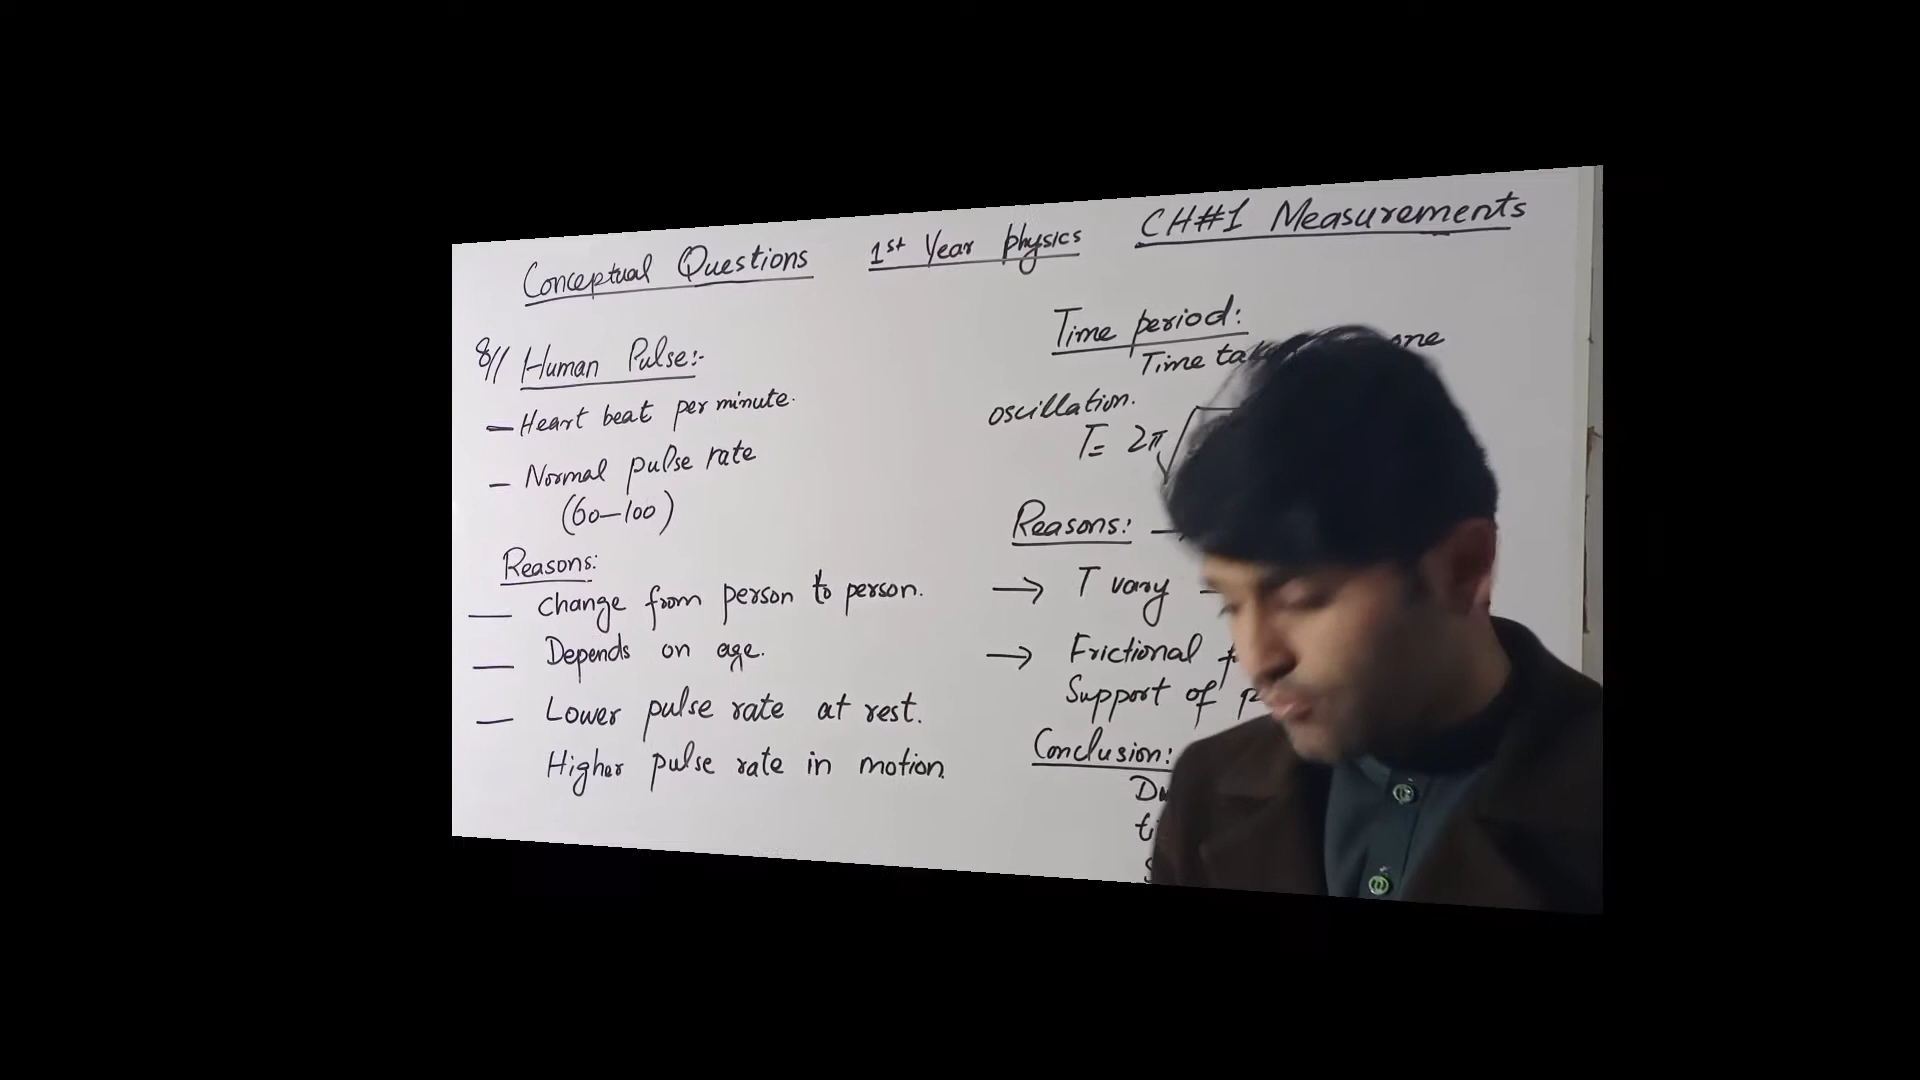 Conceptual Questions 1st Year physics CH#1 Measurements
8// Human Pulse:-
— Heart beat per minute.
— Normal pulse rate
(60—100)
Reasons:
— Change from person to person.
— Depends on age.
— Lower pulse rate at rest.
Higher pulse rate in motion.
Time period:
Time one
oscillation.
T= 2π√
Reasons: →
→ T vary
→ Frictional
Support of
Conclusion: